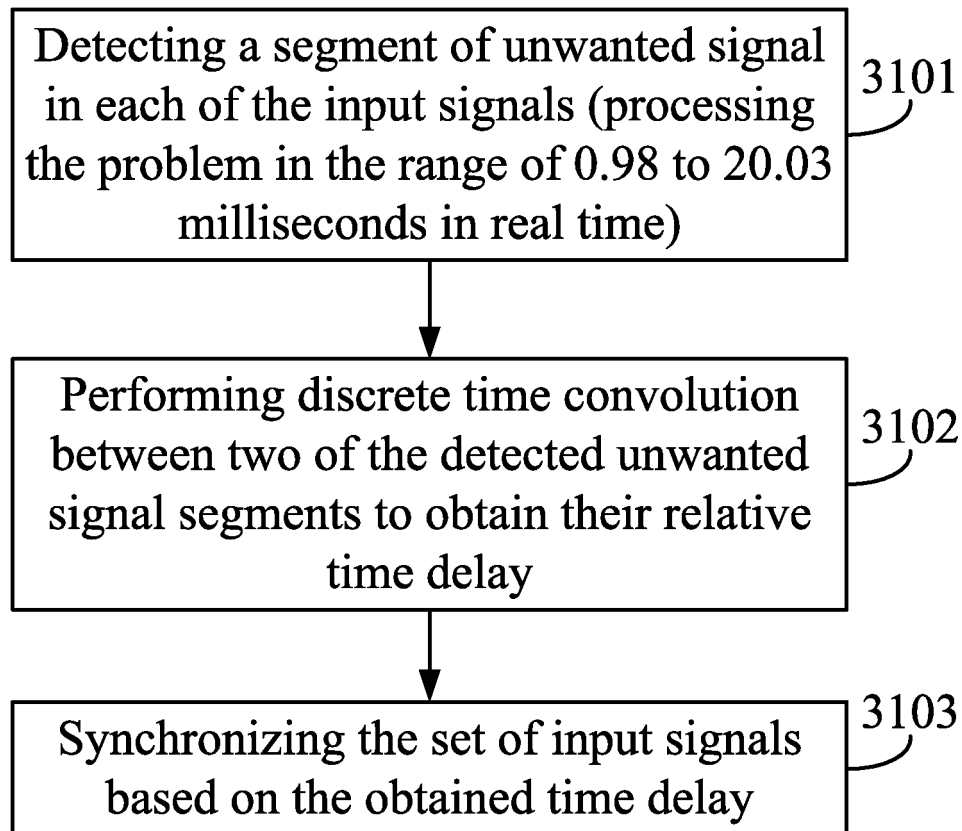 Detecting a segment of unwanted signal
in each of the input signals (processing
the problem in the range of 0.98 to 20.03
milliseconds in real time)
3101
Performing discrete time convolution
between two of the detected unwanted
signal segments to obtain their relative
time delay
3102
Synchronizing the set of input signals
based on the obtained time delay
3103